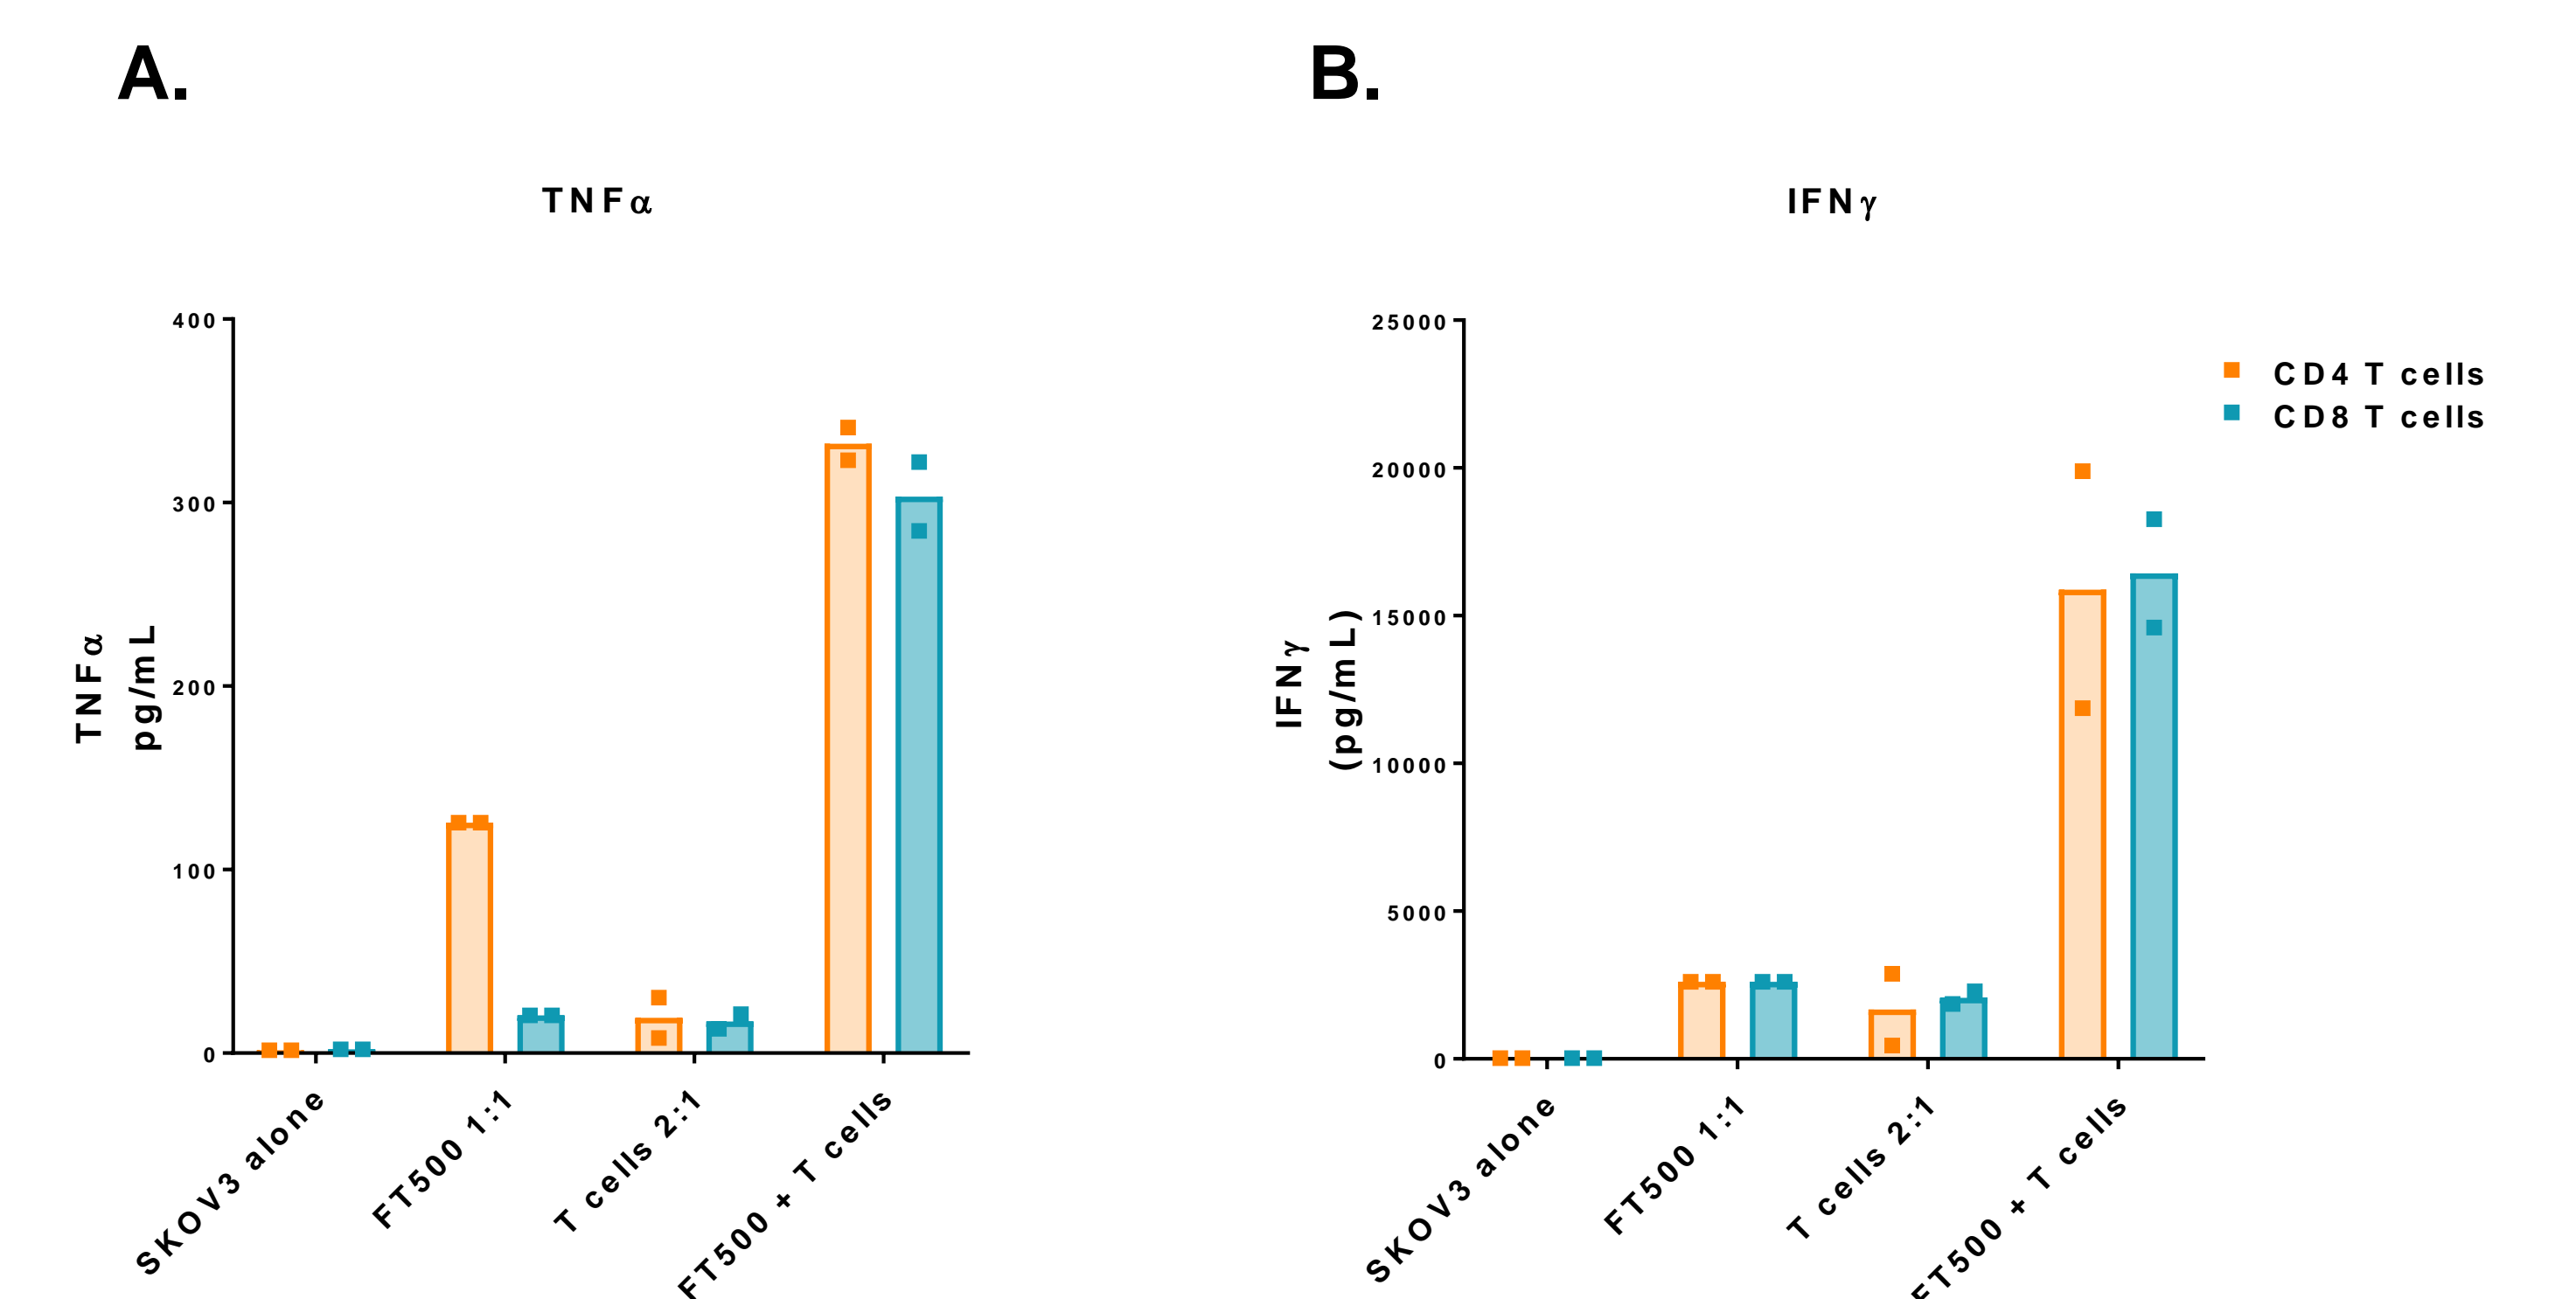 A.
TNFα
TNFα
pg/mL
400
300
200
100
0
SKOV3 alone
FT500 1:1
T cells 2:1
FT500 + T cells
B.
IFNγ
IFNγ
(pg/mL)
25000
20000
15000
10000
5000
0
SKOV3 alone
FT500 1:1
T cells 2:1
FT500 + T cells
CD4 T cells
CD8 T cells